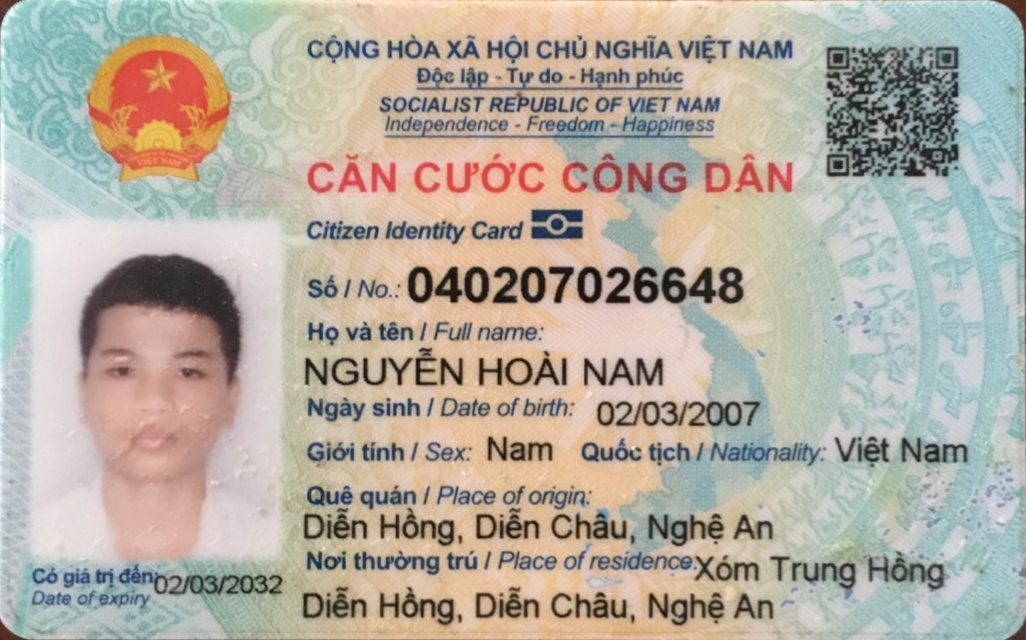 CỘNG HÒA XÃ HỘI CHỦ NGHĨA VIỆT NAM
Độc lập - Tự do - Hạnh phúc
SOCIALIST REPUBLIC OF VIET NAM
Independence - Freedom - Happiness
CĂN CƯỚC CÔNG DÂN
Citizen Identity Card
Số / No.: 040207026648
Họ và tên / Full name:
NGUYỄN HOÀI NAM
Ngày sinh / Date of birth: 02/03/2007
Giới tính / Sex: Nam Quốc tịch / Nationality: Việt Nam
Quê quán / Place of origin:
Diễn Hồng, Diễn Châu, Nghệ An
Nơi thường trú / Place of residence: Xóm Trung Hồng
Diễn Hồng, Diễn Châu, Nghệ An
Có giá trị đến: 02/03/2032
Date of expiry
VIỆT NAM